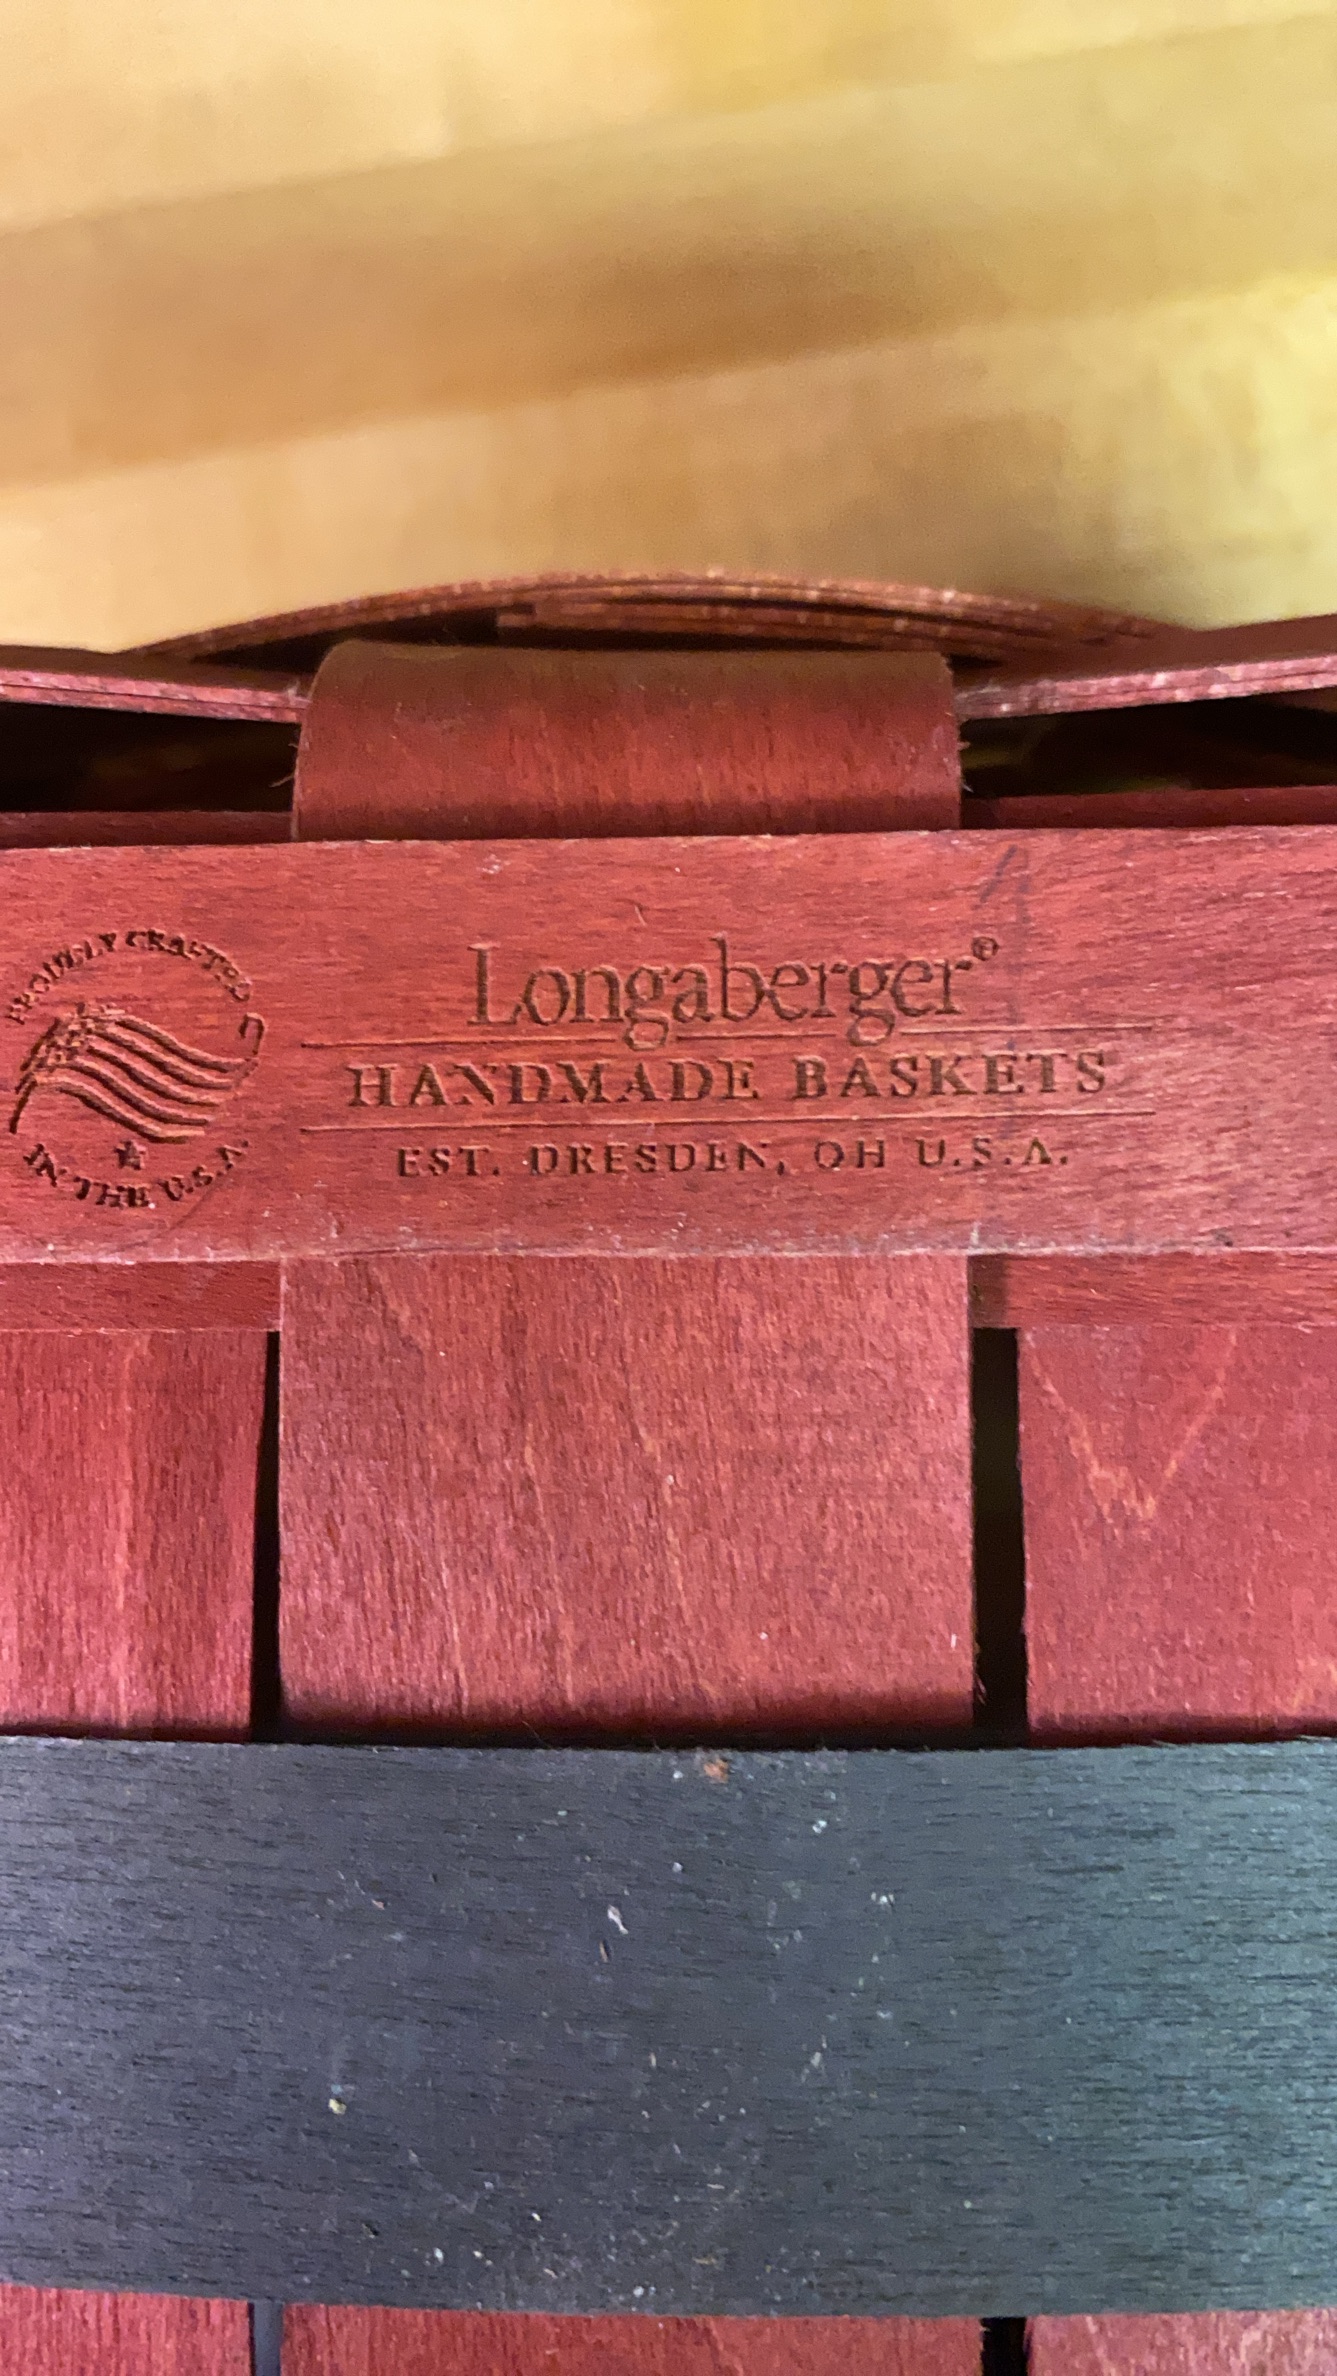 PROUDLY CRAFTED
IN THE U.S.A.
Longaberger®
HANDMADE BASKETS
EST. DRESDEN, OH U.S.A.